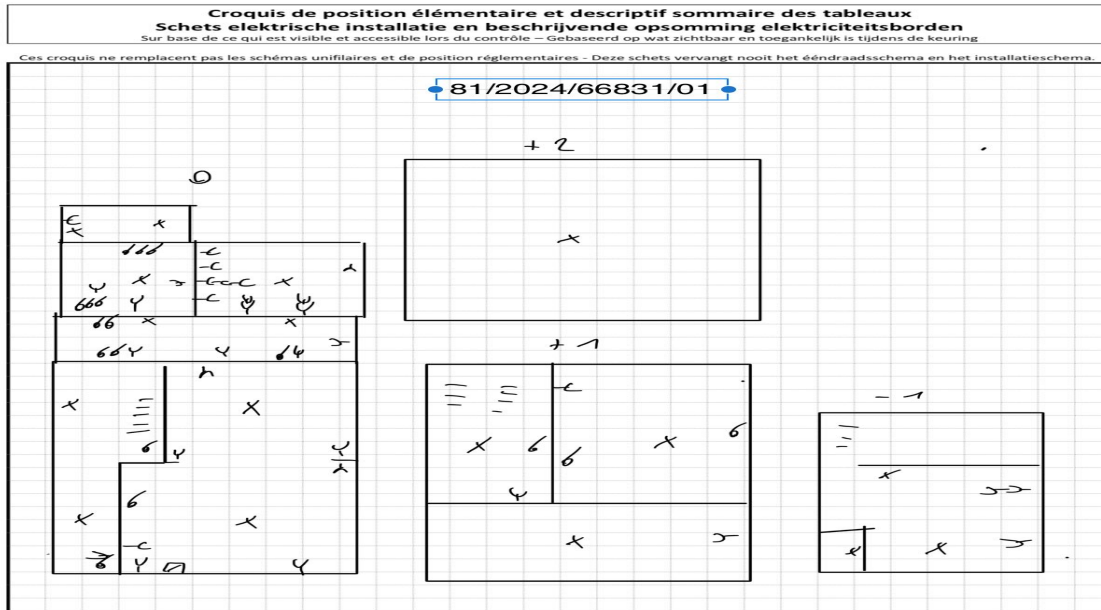 Croquis de position élémentaire et descriptif sommaire des tableaux
Schets elektrische installatie en beschrijvende opsomming elektriciteitsborden
Sur base de ce qui est visible et accessible lors du contrôle – Gebaseerd op wat zichtbaar en toegankelijk is tijdens de keuring
Ces croquis ne remplacent pas les schémas unifilaires et de position réglementaires - Deze schets vervangt nooit het ééndraadsschema en het installatieschema.
81/2024/66831/01
+ 2
0
+ 1
- 1